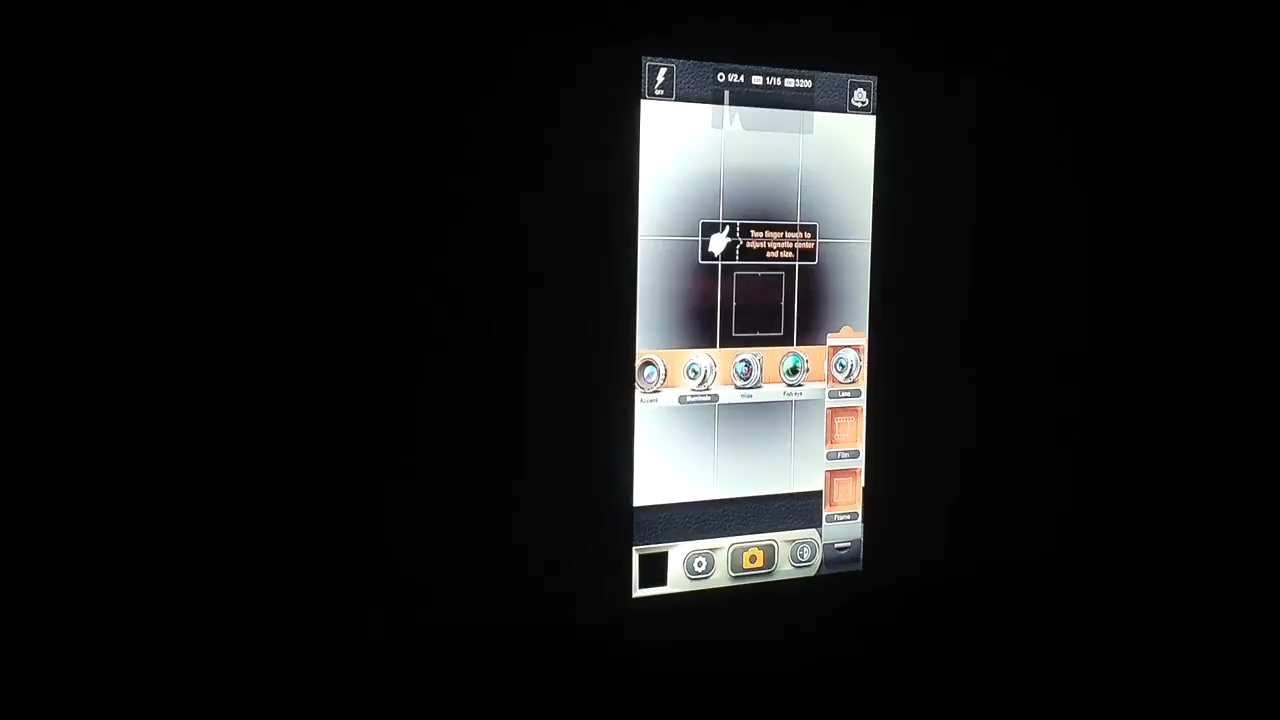 OFF
f/2.4 1/15 3200
Two finger touch to
adjust vignette center
and size.
Accent Illuminate Wide Fish eye
Lens
Film
Frame